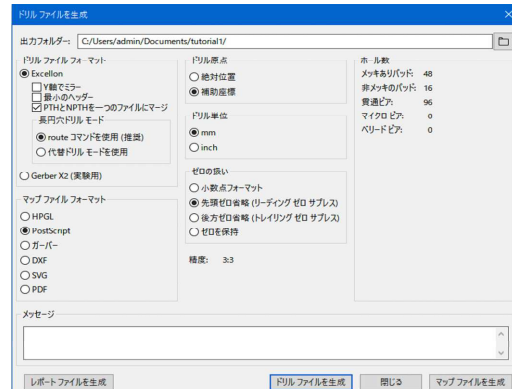 ドリル ファイルを生成
出力フォルダー: C:/Users/admin/Documents/tutorial1/
ドリル ファイル フォーマット
Excellon
Y軸でミラー
最小のヘッダー
PTHとNPTHを一つのファイルにマージ
長円穴ドリル モード
route コマンドを使用 (推奨)
代替ドリル モードを使用
Gerber X2 (実験用)
マップ ファイル フォーマット
HPGL
PostScript
ガーバー
DXF
SVG
PDF
ドリル原点
絶対位置
補助座標
ドリル単位
mm
inch
ゼロの扱い
小数点フォーマット
先頭ゼロ省略 (リーディング ゼロ サプレス)
後方ゼロ省略 (トレイリング ゼロ サプレス)
ゼロを保持
精度: 3:3
ホール数
メッキありパッド: 48
非メッキのパッド: 16
貫通ビア: 96
マイクロ ビア: 0
ベリード ビア: 0
メッセージ
レポート ファイルを生成
ドリル ファイルを生成
閉じる
マップ ファイルを生成